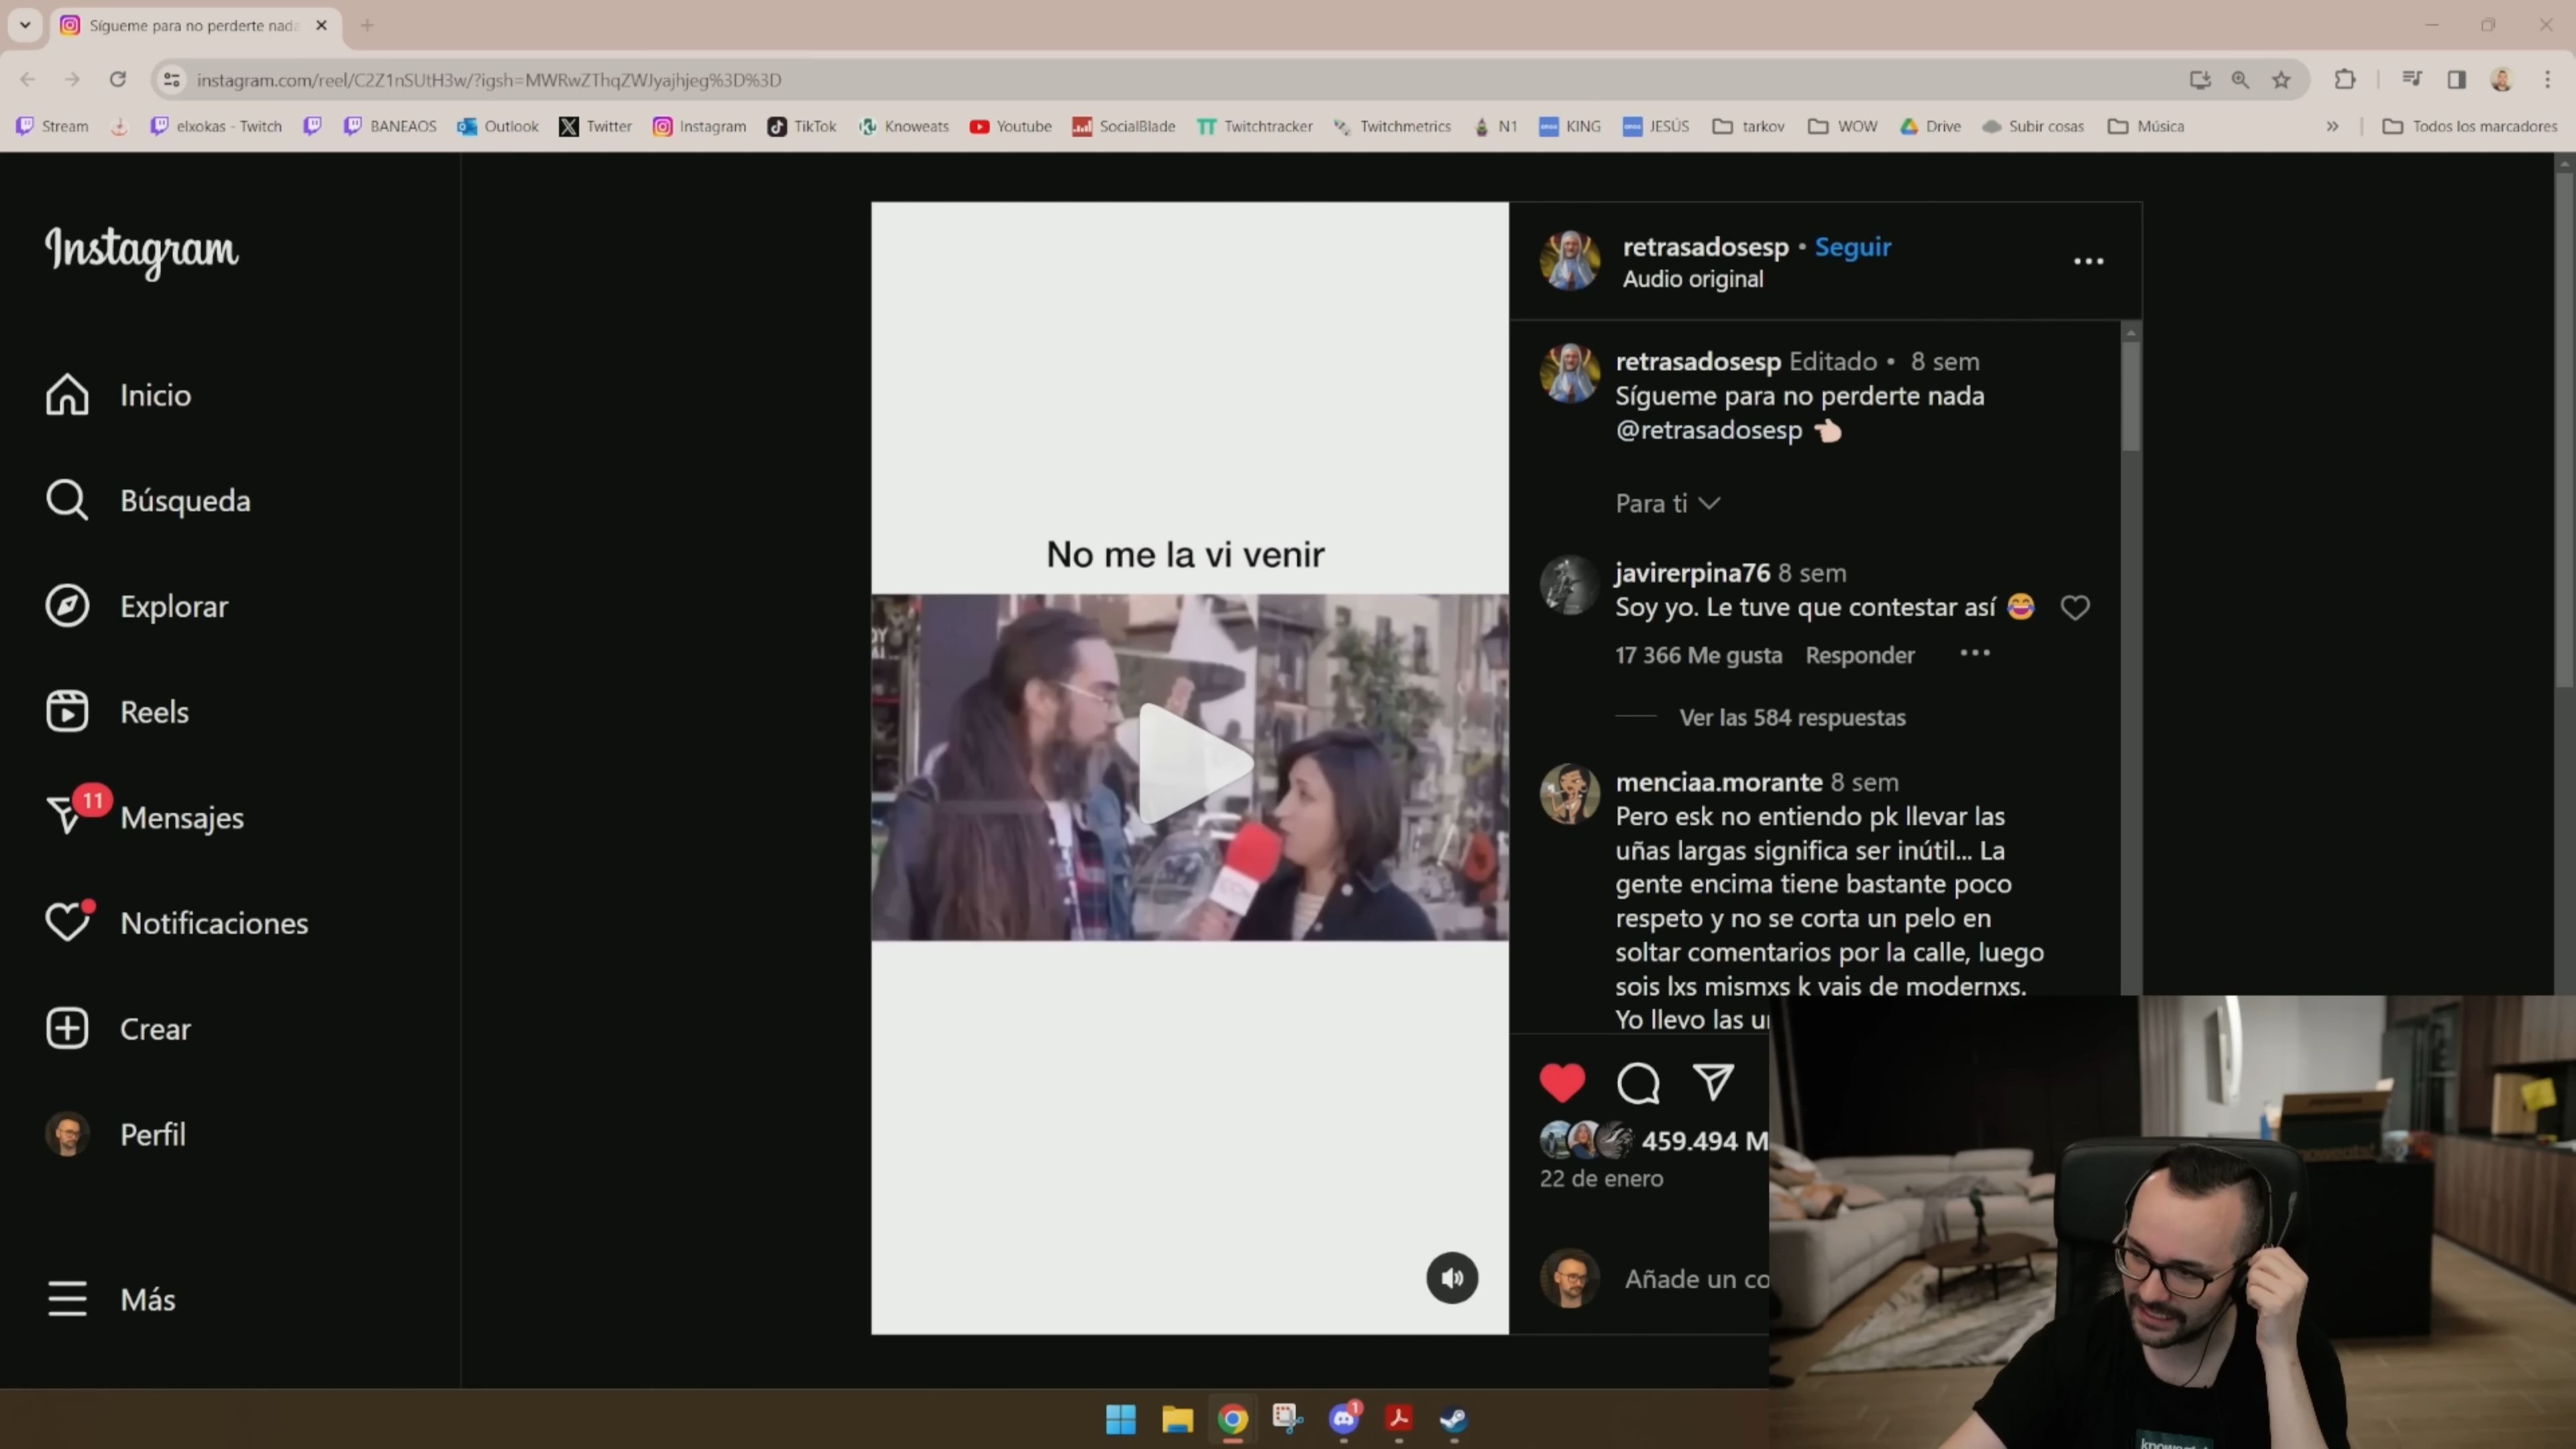 Sígueme para no perderte nada
instagram.com/reel/C2Z1nSUtH3w/?igsh=MWRwZThqZWJyajhjeg%3D%3D
Stream
elxokas - Twitch
BANEAOS
Outlook
Twitter
Instagram
TikTok
Knoweats
Youtube
SocialBlade
Twitchtracker
Twitchmetrics
N1
KING
JESÚS
tarkov
WOW
Drive
Subir cosas
Música
Todos los marcadores
Instagram
Inicio
Búsqueda
Explorar
Reels
11
Mensajes
Notificaciones
Crear
Perfil
Más
No me la vi venir
retrasadosesp • Seguir
Audio original
retrasadosesp Editado • 8 sem
Sígueme para no perderte nada
@retrasadosesp 👈🏻
Para ti
javirerpina76 8 sem
Soy yo. Le tuve que contestar así 😂
17 366 Me gusta Responder
Ver las 584 respuestas
menciaa.morante 8 sem
Pero esk no entiendo pk llevar las
uñas largas significa ser inútil... La
gente encima tiene bastante poco
respeto y no se corta un pelo en
soltar comentarios por la calle, luego
sois lxs mismxs k vais de modernxs.
Yo llevo las u
459.494 M
22 de enero
Añade un co
1